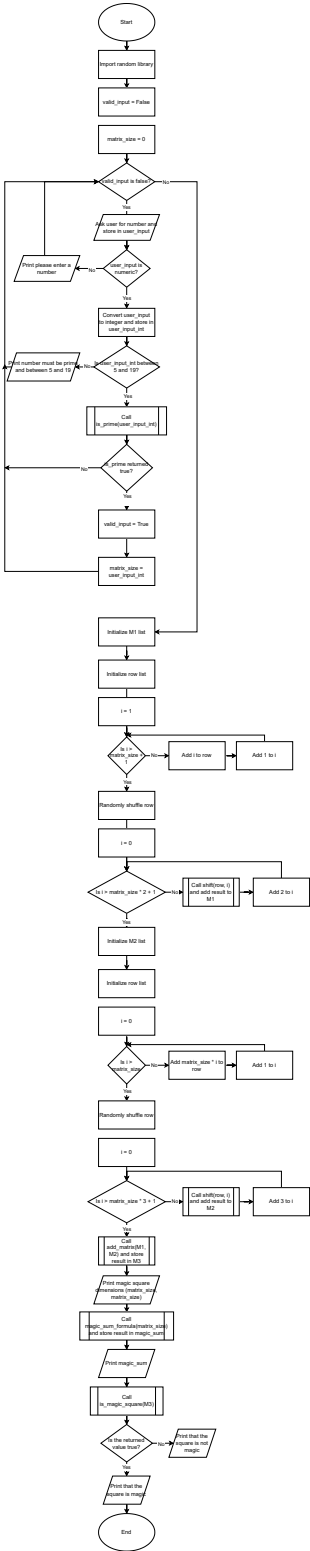 Start
Import random library
valid_input = False
matrix_size = 0
valid_input is false?
No
Yes
Ask user for number and
store in user_input
Print please enter a
number
No
user_input is
numeric?
Yes
Convert user_input
to integer and store in
user_input_int
Print number must be prime
and between 5 and 19
No
Is user_input_int between
5 and 19?
Yes
Call
is_prime(user_input_int)
No
Is_prime returned
true?
Yes
valid_input = True
matrix_size =
user_input_int
Initialize M1 list
Initialize row list
i = 1
Is i >
matrix_size +
1
No
Add i to row
Add 1 to i
Yes
Randomly shuffle row
i = 0
Is i > matrix_size * 2 + 1
No
Call shift(row, i)
and add result to
M1
Add 2 to i
Yes
Initialize M2 list
Initialize row list
i = 0
Is i >
matrix_size
No
Add matrix_size * i to
row
Add 1 to i
Yes
Randomly shuffle row
i = 0
Is i > matrix_size * 3 + 1
No
Call shift(row, i)
and add result to
M2
Add 3 to i
Yes
Call
add_matrix(M1,
M2) and store
result in M3
Print magic square
dimensions (matrix_size,
matrix_size)
Call
magic_sum_formula(matrix_size)
and store result in magic_sum
Print magic_sum
Call
is_magic_square(M3)
Is the returned
value true?
No
Print that the
square is not
magic
Yes
Print that the
square is magic
End